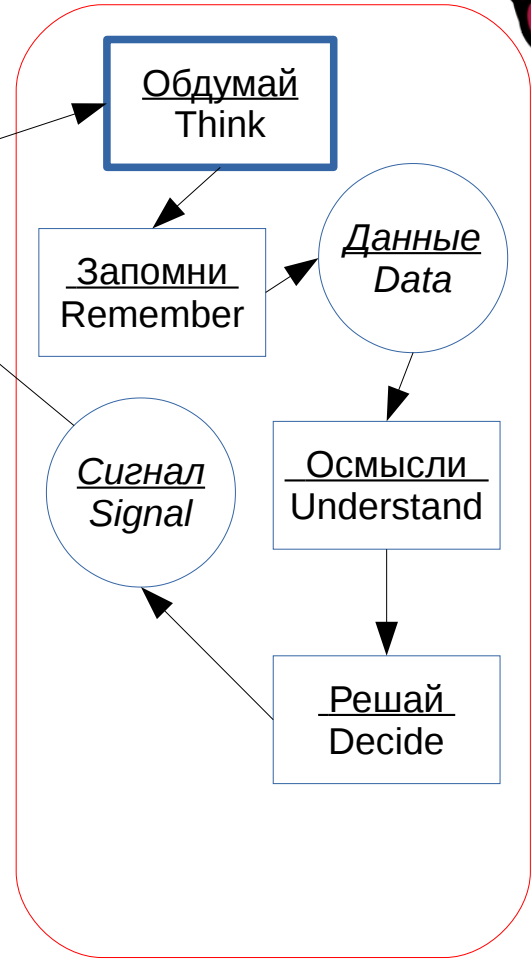 Обдумай
Think
Запомни
Remember
Данные
Data
Осмысли
Understand
Сигнал
Signal
Решай
Decide